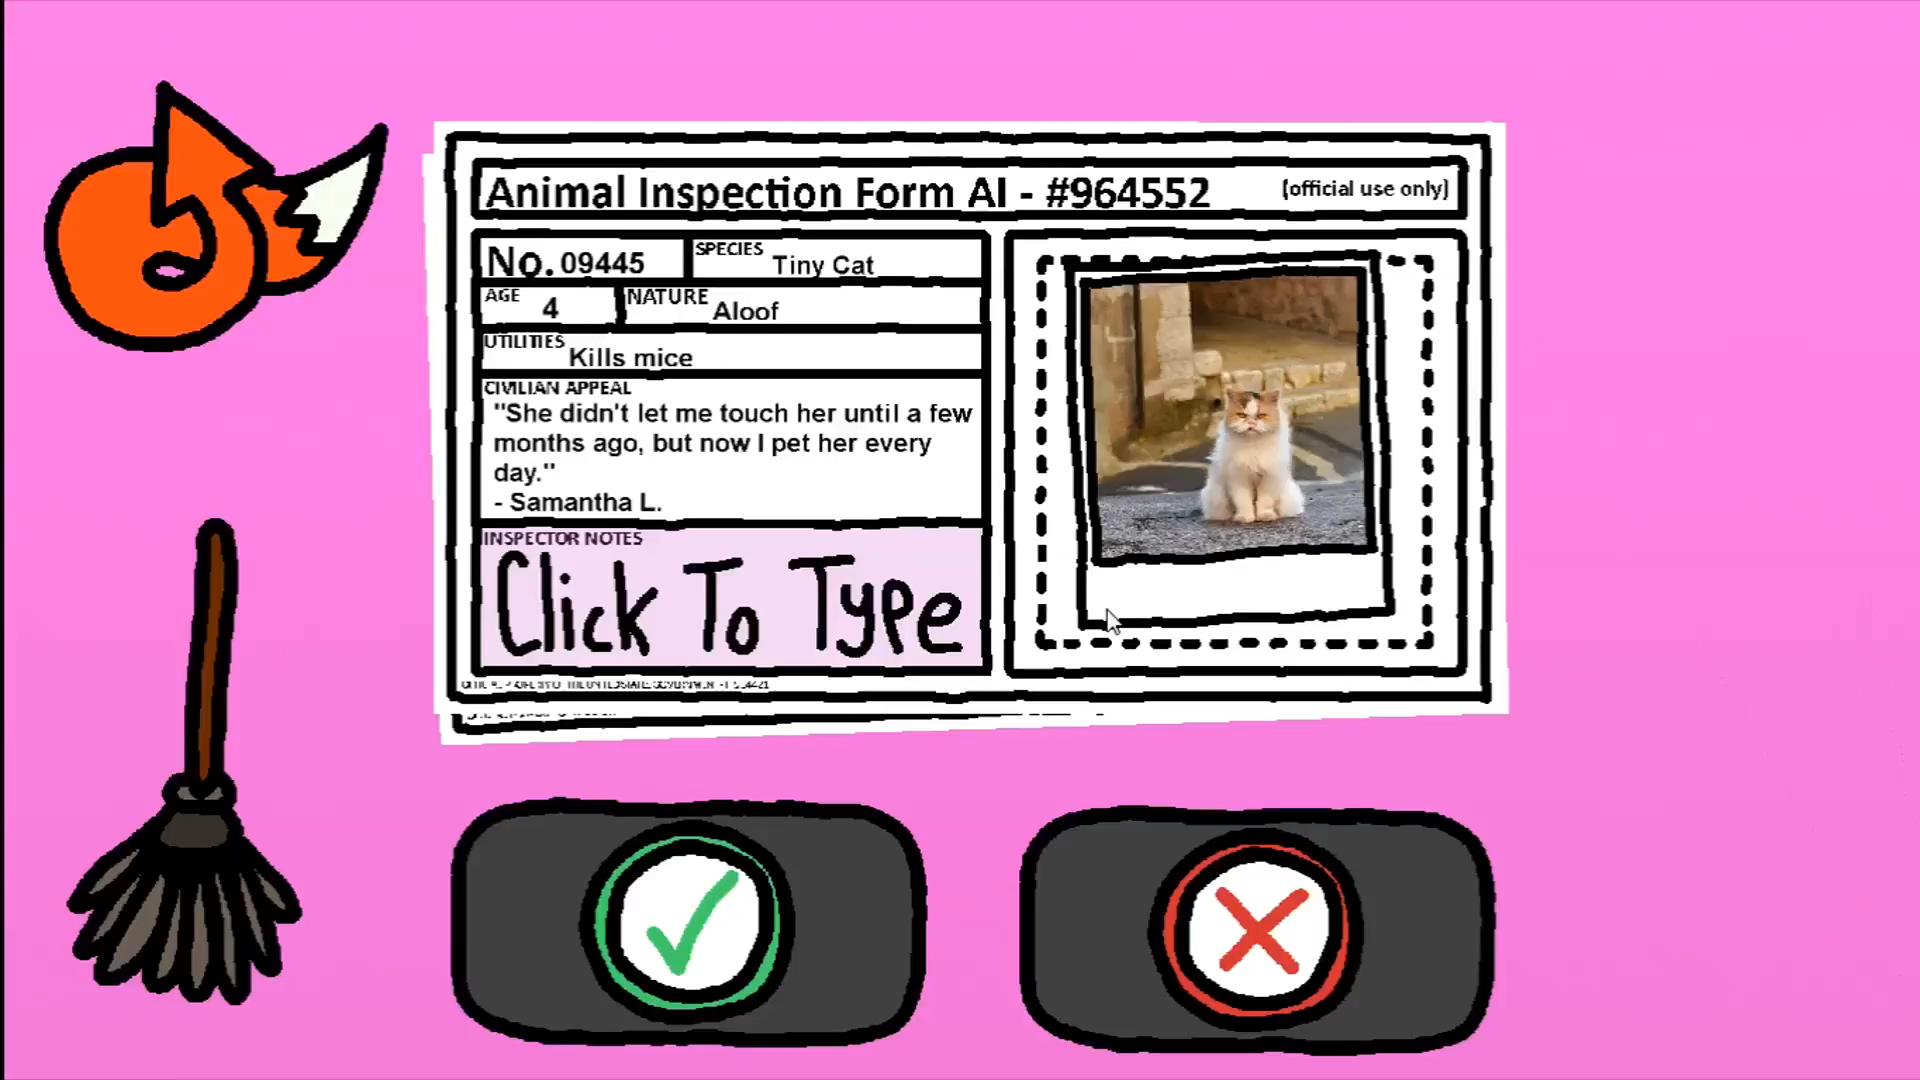 Animal Inspection Form AI - #964552
(official use only)
No. 09445
SPECIES Tiny Cat
AGE 4
NATURE Aloof
UTILITIES Kills mice
CIVILIAN APPEAL
"She didn't let me touch her until a few
months ago, but now I pet her every
day."
- Samantha L.
INSPECTOR NOTES
Click To Type